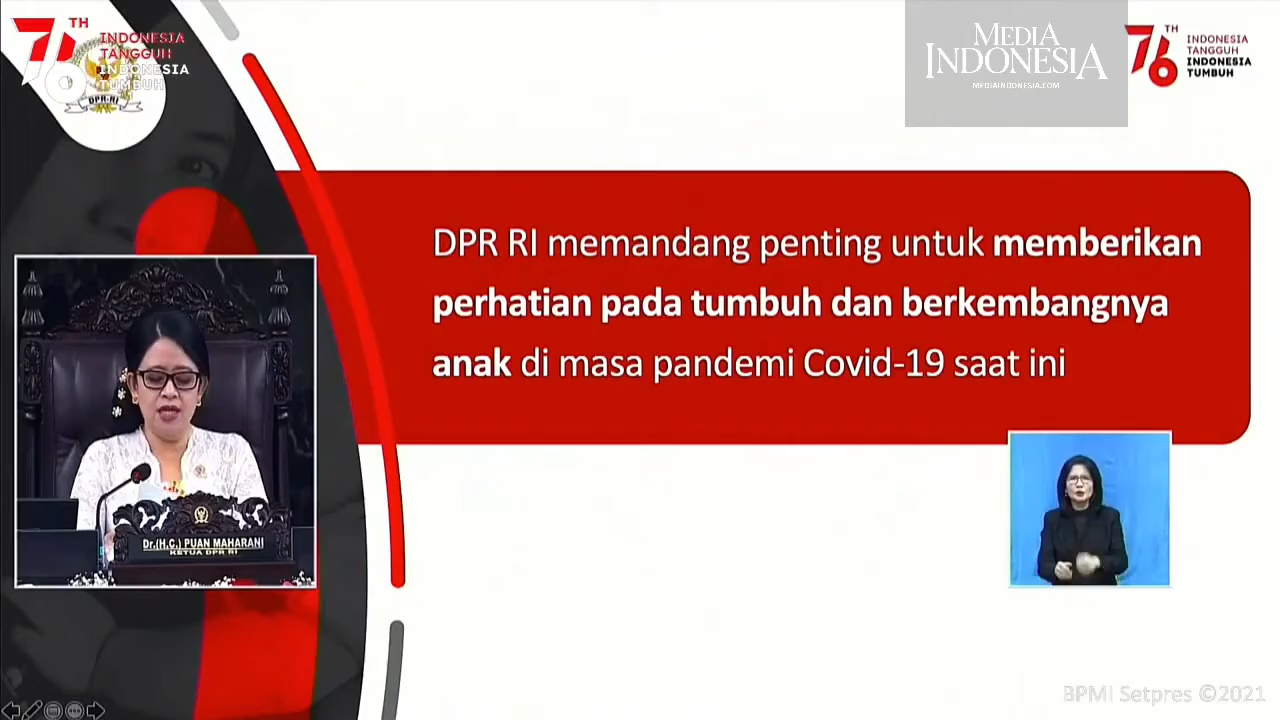 76TH
INDONESIA
TANGGUH
INDONESIA
TUMBUH
DPR-RI
MEDIA
INDONESIA
MEDIAINDONESIA.COM
76TH
INDONESIA
TANGGUH
INDONESIA
TUMBUH
DPR RI memandang penting untuk memberikan
perhatian pada tumbuh dan berkembangnya
anak di masa pandemi Covid-19 saat ini
Dr.(H.C.) PUAN MAHARANI
KETUA DPR RI
BPMI Setpres ©2021